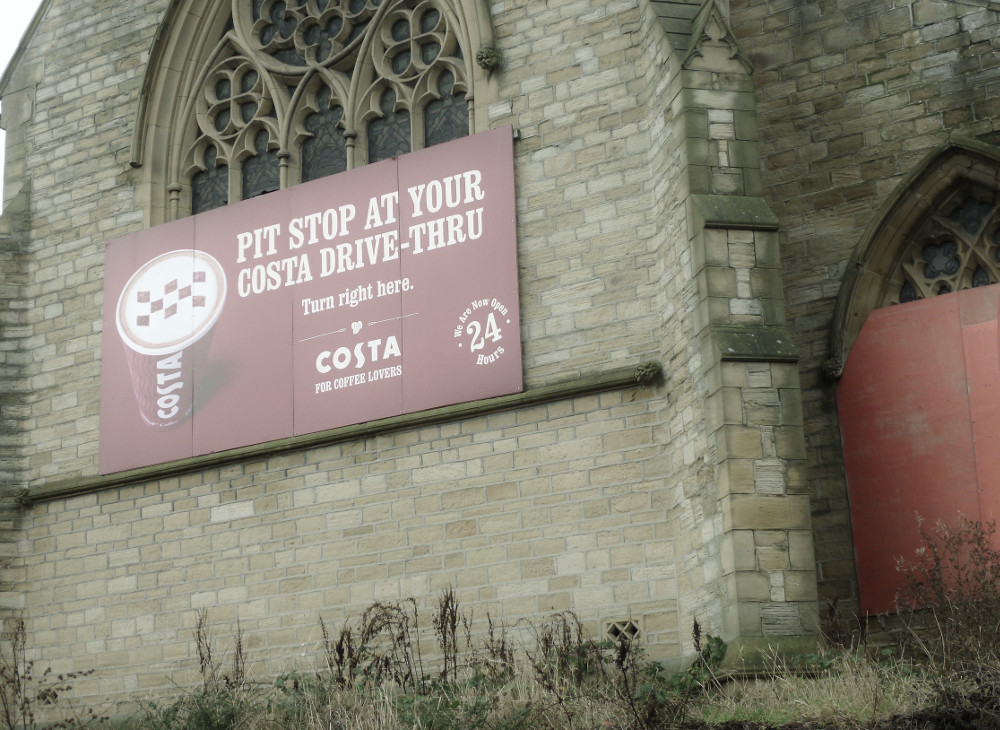 PIT STOP AT YOUR
COSTA DRIVE-THRU
Turn right here.
COSTA
FOR COFFEE LOVERS
We Are Now Open
24
Hours
COSTA